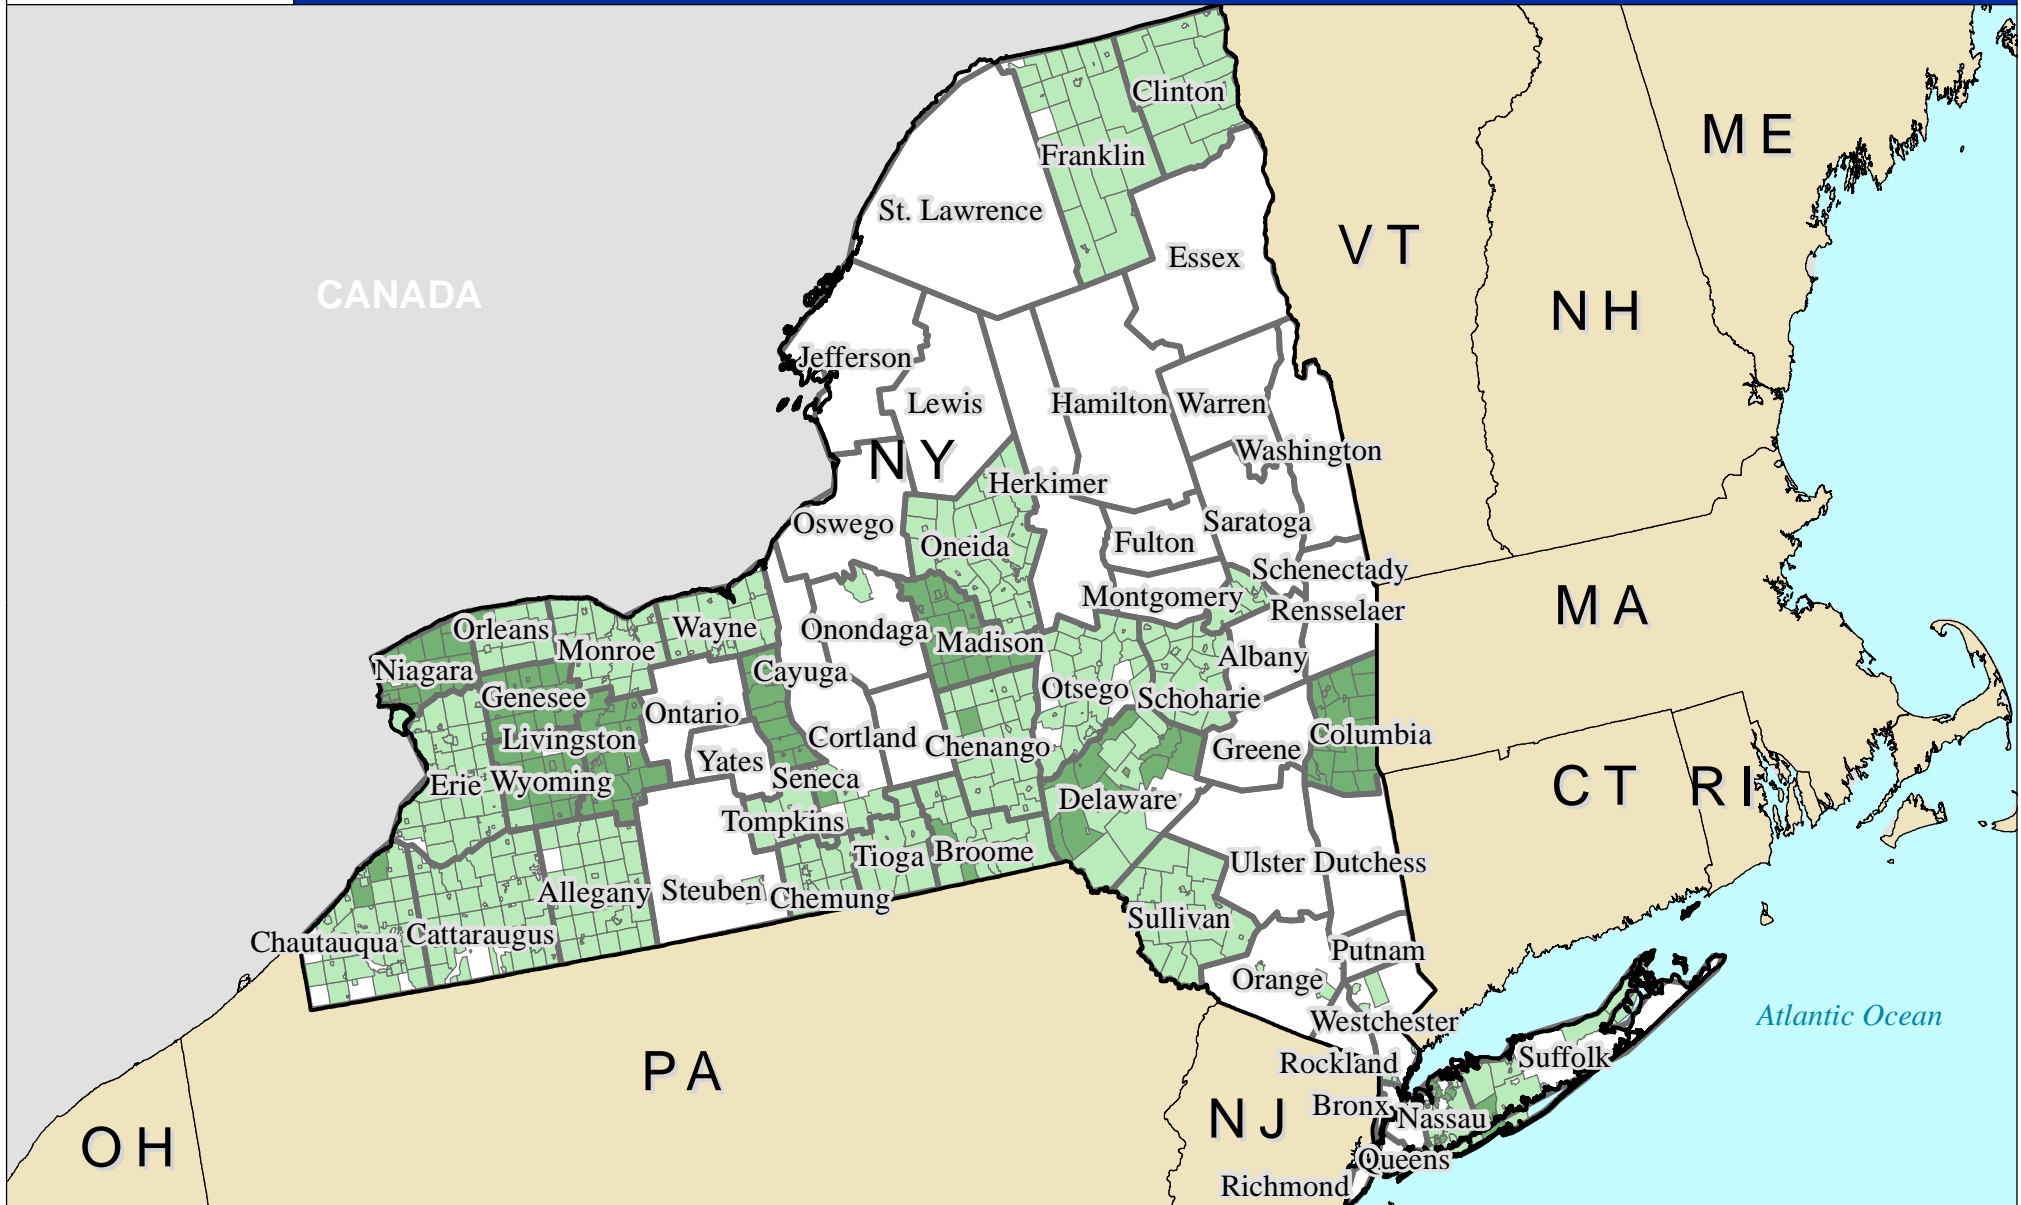 Clinton
ME
Franklin
St. Lawrence
VT
Essex
CANADA
NH
Jefferson
Lewis
Hamilton
Warren
NY
Washington
Herkimer
Oswego
Saratoga
Oneida
Fulton
Schenectady
Montgomery
MA
Rensselaer
Orleans
Wayne
Onondaga
Monroe
Madison
Albany
Niagara
Cayuga
Genesee
Otsego
Schoharie
Ontario
Livingston
Cortland
Chenango
Columbia
Greene
Yates
Seneca
Erie
Wyoming
Delaware
CT
RI
Tompkins
Tioga
Broome
Ulster
Dutchess
Allegany
Steuben
Chemung
Sullivan
Chautauqua
Cattaraugus
Putnam
Orange
Atlantic Ocean
Westchester
Suffolk
Rockland
PA
Bronx
Nassau
NJ
OH
Queens
Richmond